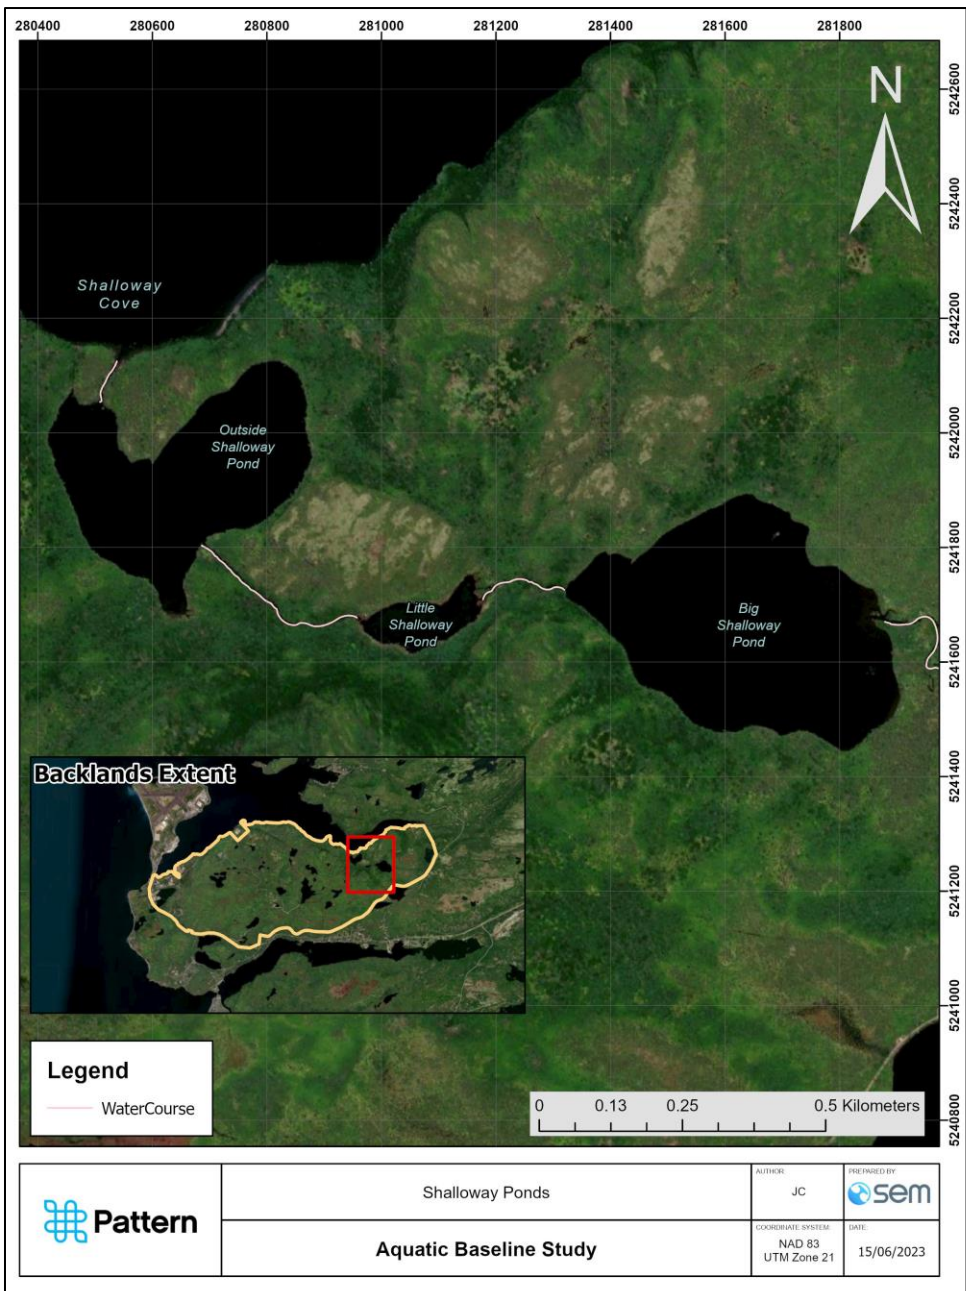 280400 280600 280800 281000 281200 281400 281600 281800
5242600
N
5242400
Shalloway
Cove
5242200
Outside
Shalloway
Pond
5242000
5241800
Little
Shalloway
Pond
Big
Shalloway
Pond
5241600
5241400
Backlands Extent
5241200
5241000
Legend
WaterCourse
0 0.13 0.25 0.5 Kilometers
5240800
Pattern
Shalloway Ponds
Aquatic Baseline Study
AUTHOR:
JC
PREPARED BY
sem
COORDINATE SYSTEM:
NAD 83
UTM Zone 21
DATE:
15/06/2023